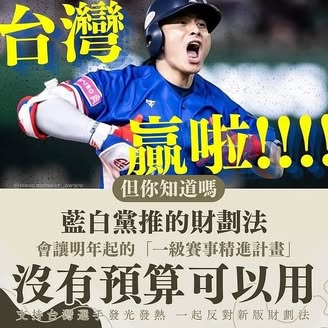 台灣
贏啦!!!!
但你知道嗎
藍白黨推的財劃法
會讓明年起的「一級賽事精進計畫」
沒有預算可以用
支持台灣選手發光發熱 一起反對新版財劃法